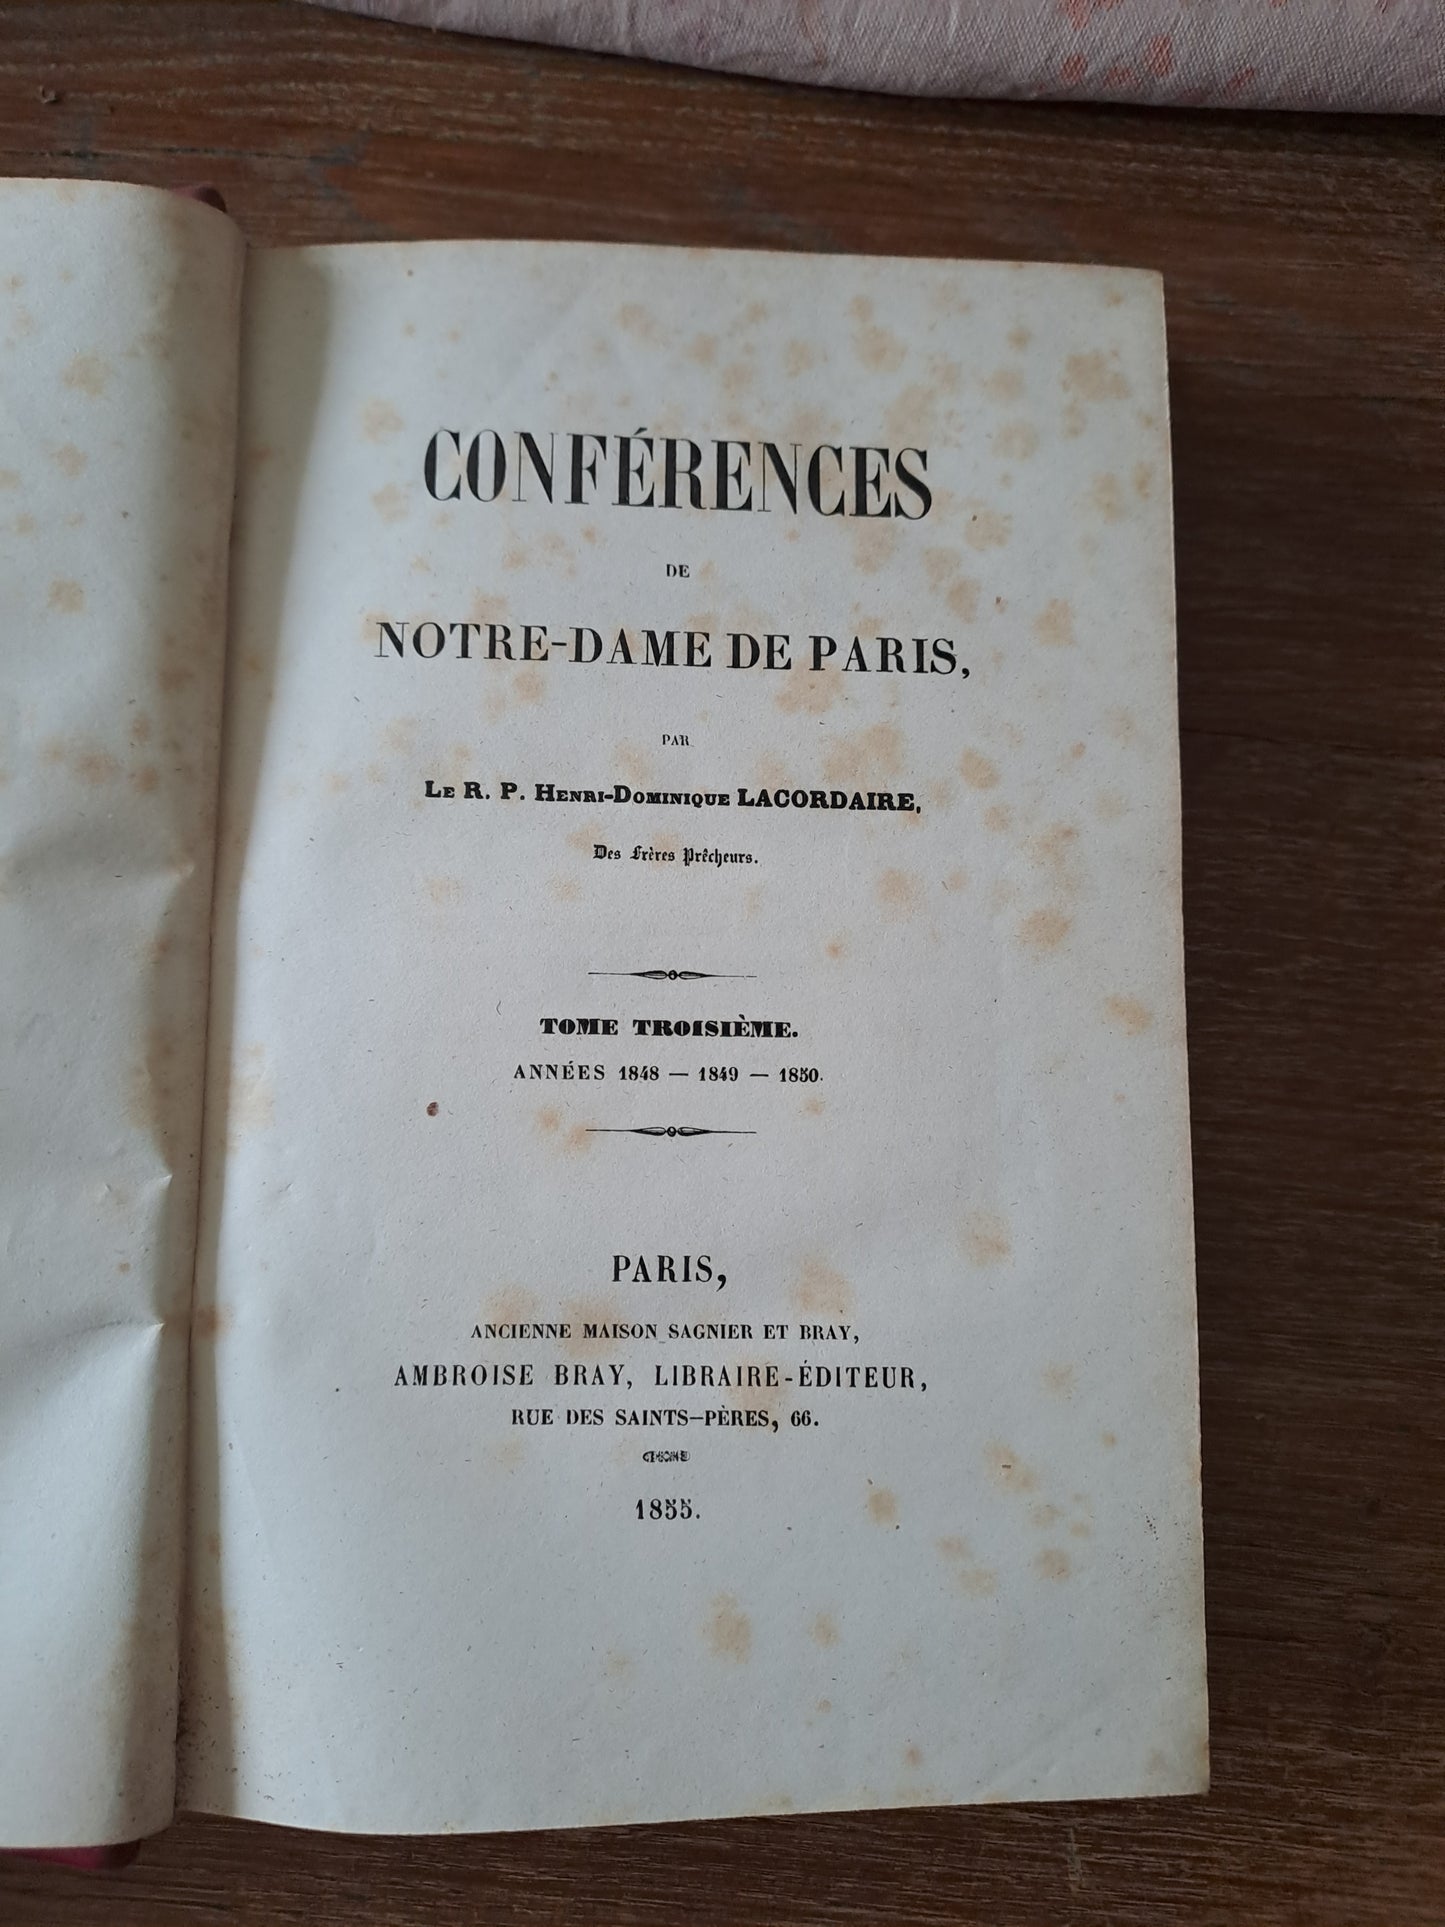 CONFÉRENCES
DE
NOTRE-DAME DE PARIS,
PAR
LE R. P. HENRI-DOMINIQUE LACORDAIRE,
Des Frères Prêcheurs.
TOME TROISIÈME.
ANNÉES 1848 — 1849 — 1850.
PARIS,
ANCIENNE MAISON SAGNIER ET BRAY,
AMBROISE BRAY, LIBRAIRE-ÉDITEUR,
RUE DES SAINTS-PÈRES, 66.
1855.